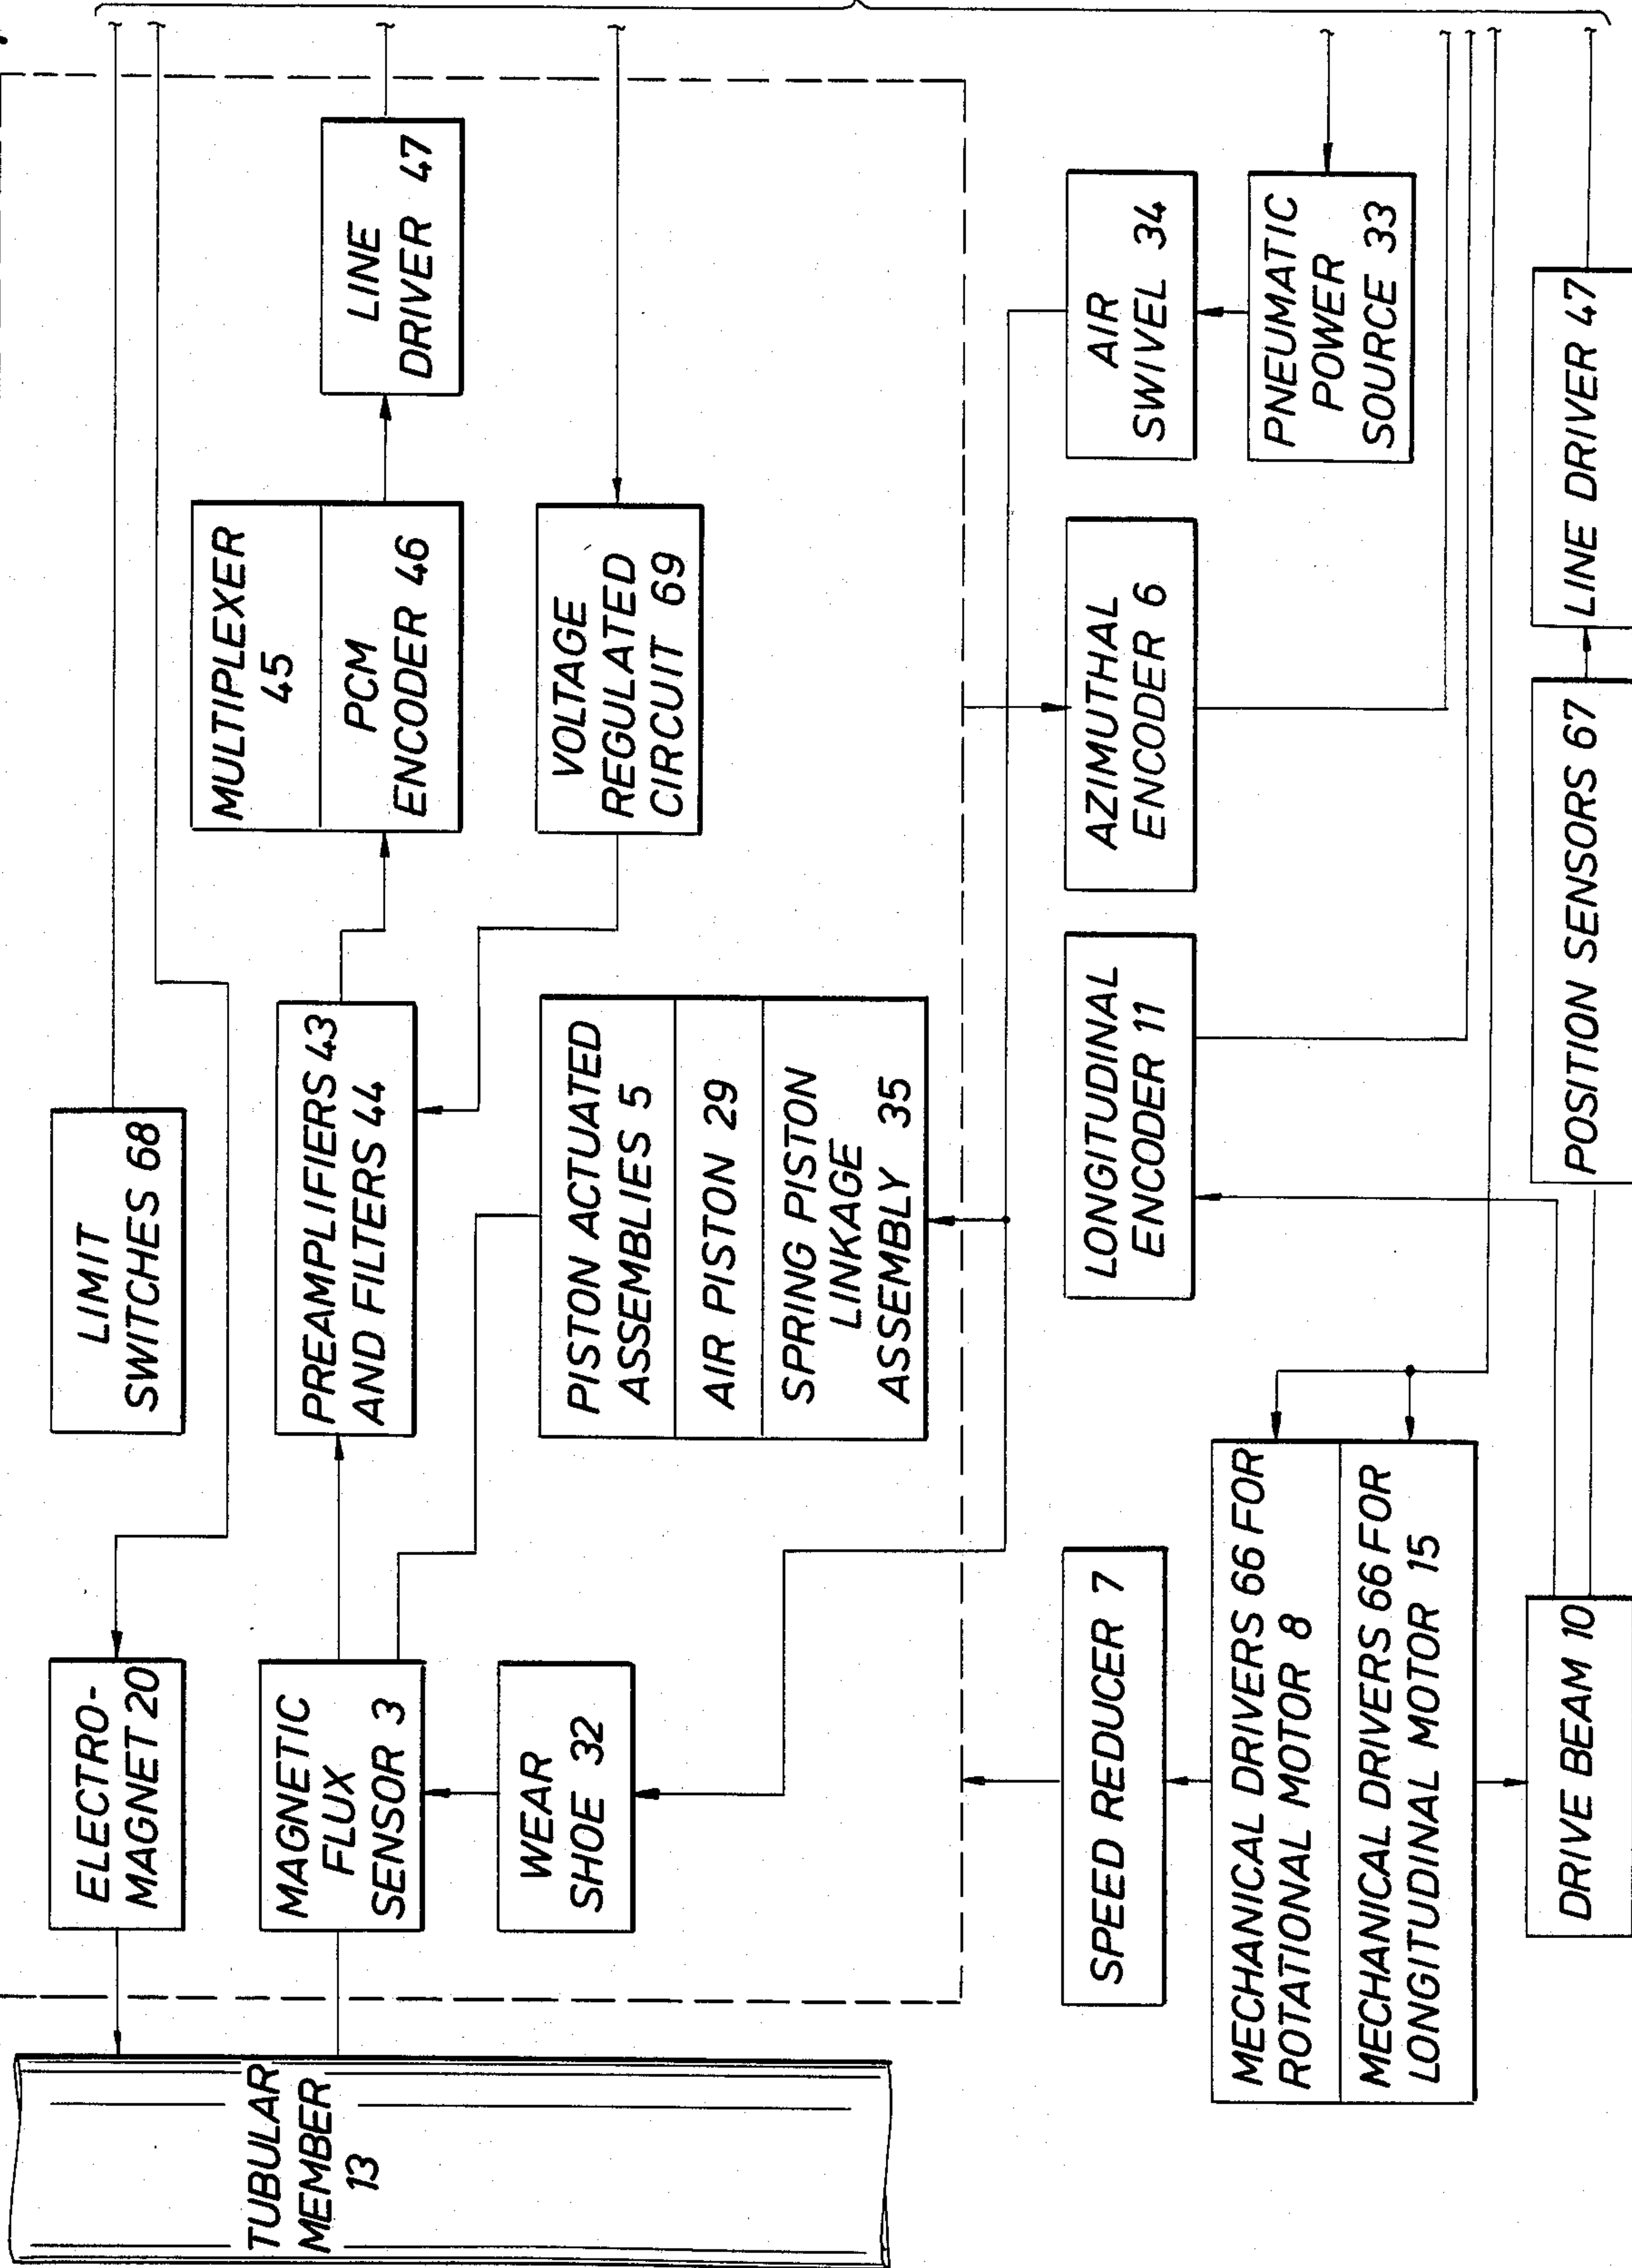 TUBULAR
MEMBER
13
ELECTRO-
MAGNET 20
LIMIT
SWITCHES 68
MAGNETIC
FLUX
SENSOR 3
PREAMPLIFIERS 43
AND FILTERS 44
MULTIPLEXER
45
PCM
ENCODER 46
LINE
DRIVER 47
WEAR
SHOE 32
PISTON ACTUATED
ASSEMBLIES 5
AIR PISTON 29
SPRING PISTON
LINKAGE
ASSEMBLY 35
VOLTAGE
REGULATED
CIRCUIT 69
SPEED REDUCER 7
LONGITUDINAL
ENCODER 11
AZIMUTHAL
ENCODER 6
AIR
SWIVEL 34
MECHANICAL DRIVERS 66 FOR
ROTATIONAL MOTOR 8
MECHANICAL DRIVERS 66 FOR
LONGITUDINAL MOTOR 15
PNEUMATIC
POWER
SOURCE 33
DRIVE BEAM 10
POSITION SENSORS 67
LINE DRIVER 47